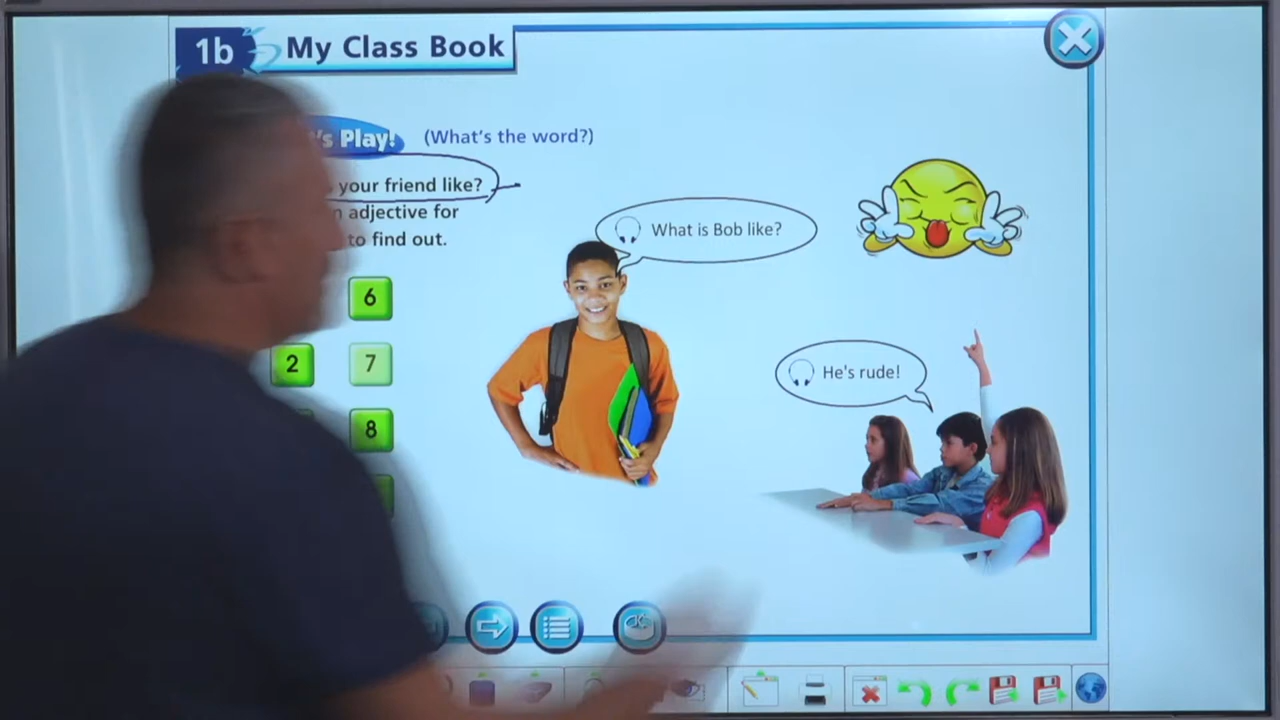 1b My Class Book
's Play! (What's the word?)
your friend like?
adjective for
to find out.
What is Bob like?
6
2 7
He's rude!
8